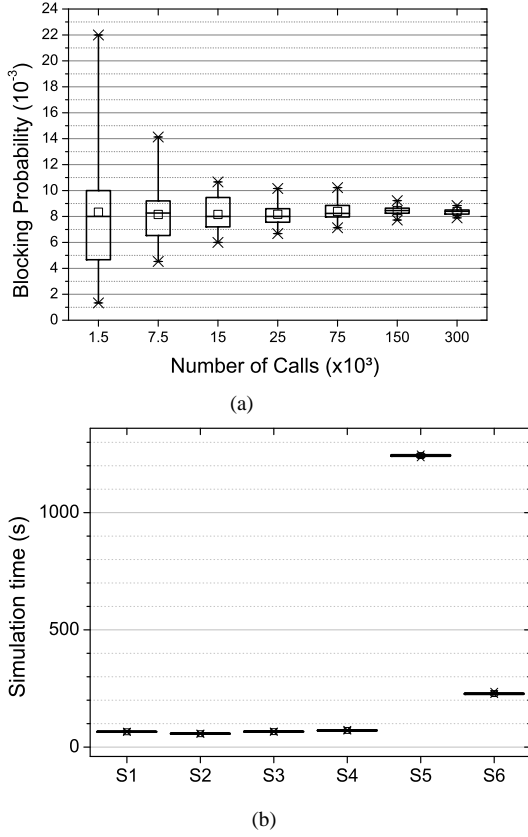 24
22
20
18
16
14
12
10
8
6
4
2
0
Blocking Probability (10⁻³)
1.5 7.5 15 25 75 150 300
Number of Calls (x10³)
(a)
1000
500
0
Simulation time (s)
S1 S2 S3 S4 S5 S6
(b)